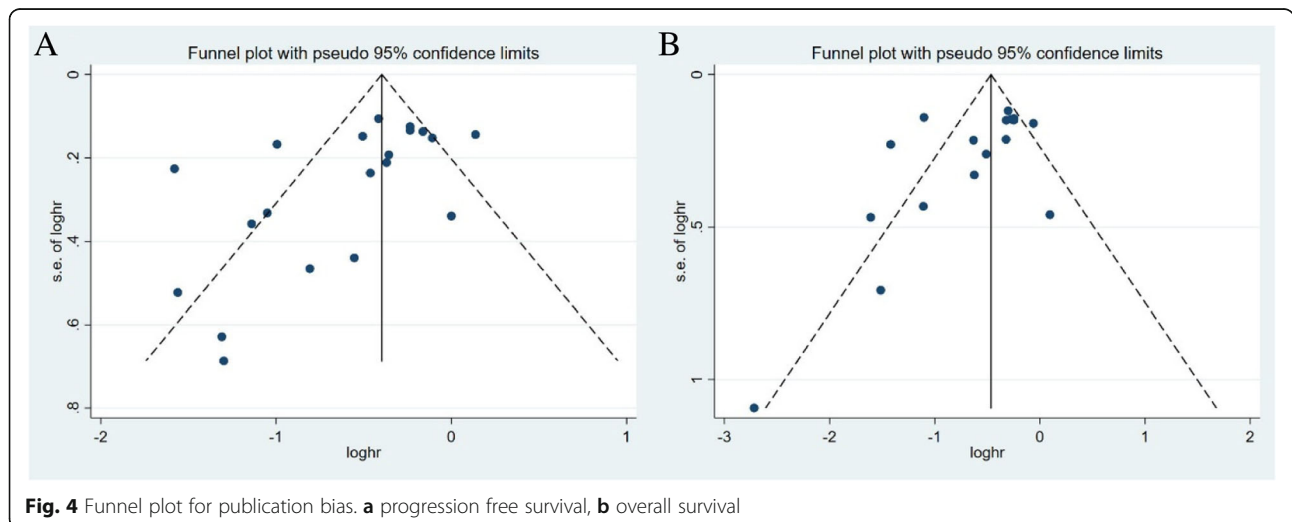 A
Funnel plot with pseudo 95% confidence limits
0
.2
.4
.6
.8
s.e. of loghr
-2
-1
0
1
loghr
B
Funnel plot with pseudo 95% confidence limits
0
.5
1
s.e. of loghr
-3
-2
-1
0
1
2
loghr
Fig. 4 Funnel plot for publication bias. a progression free survival, b overall survival